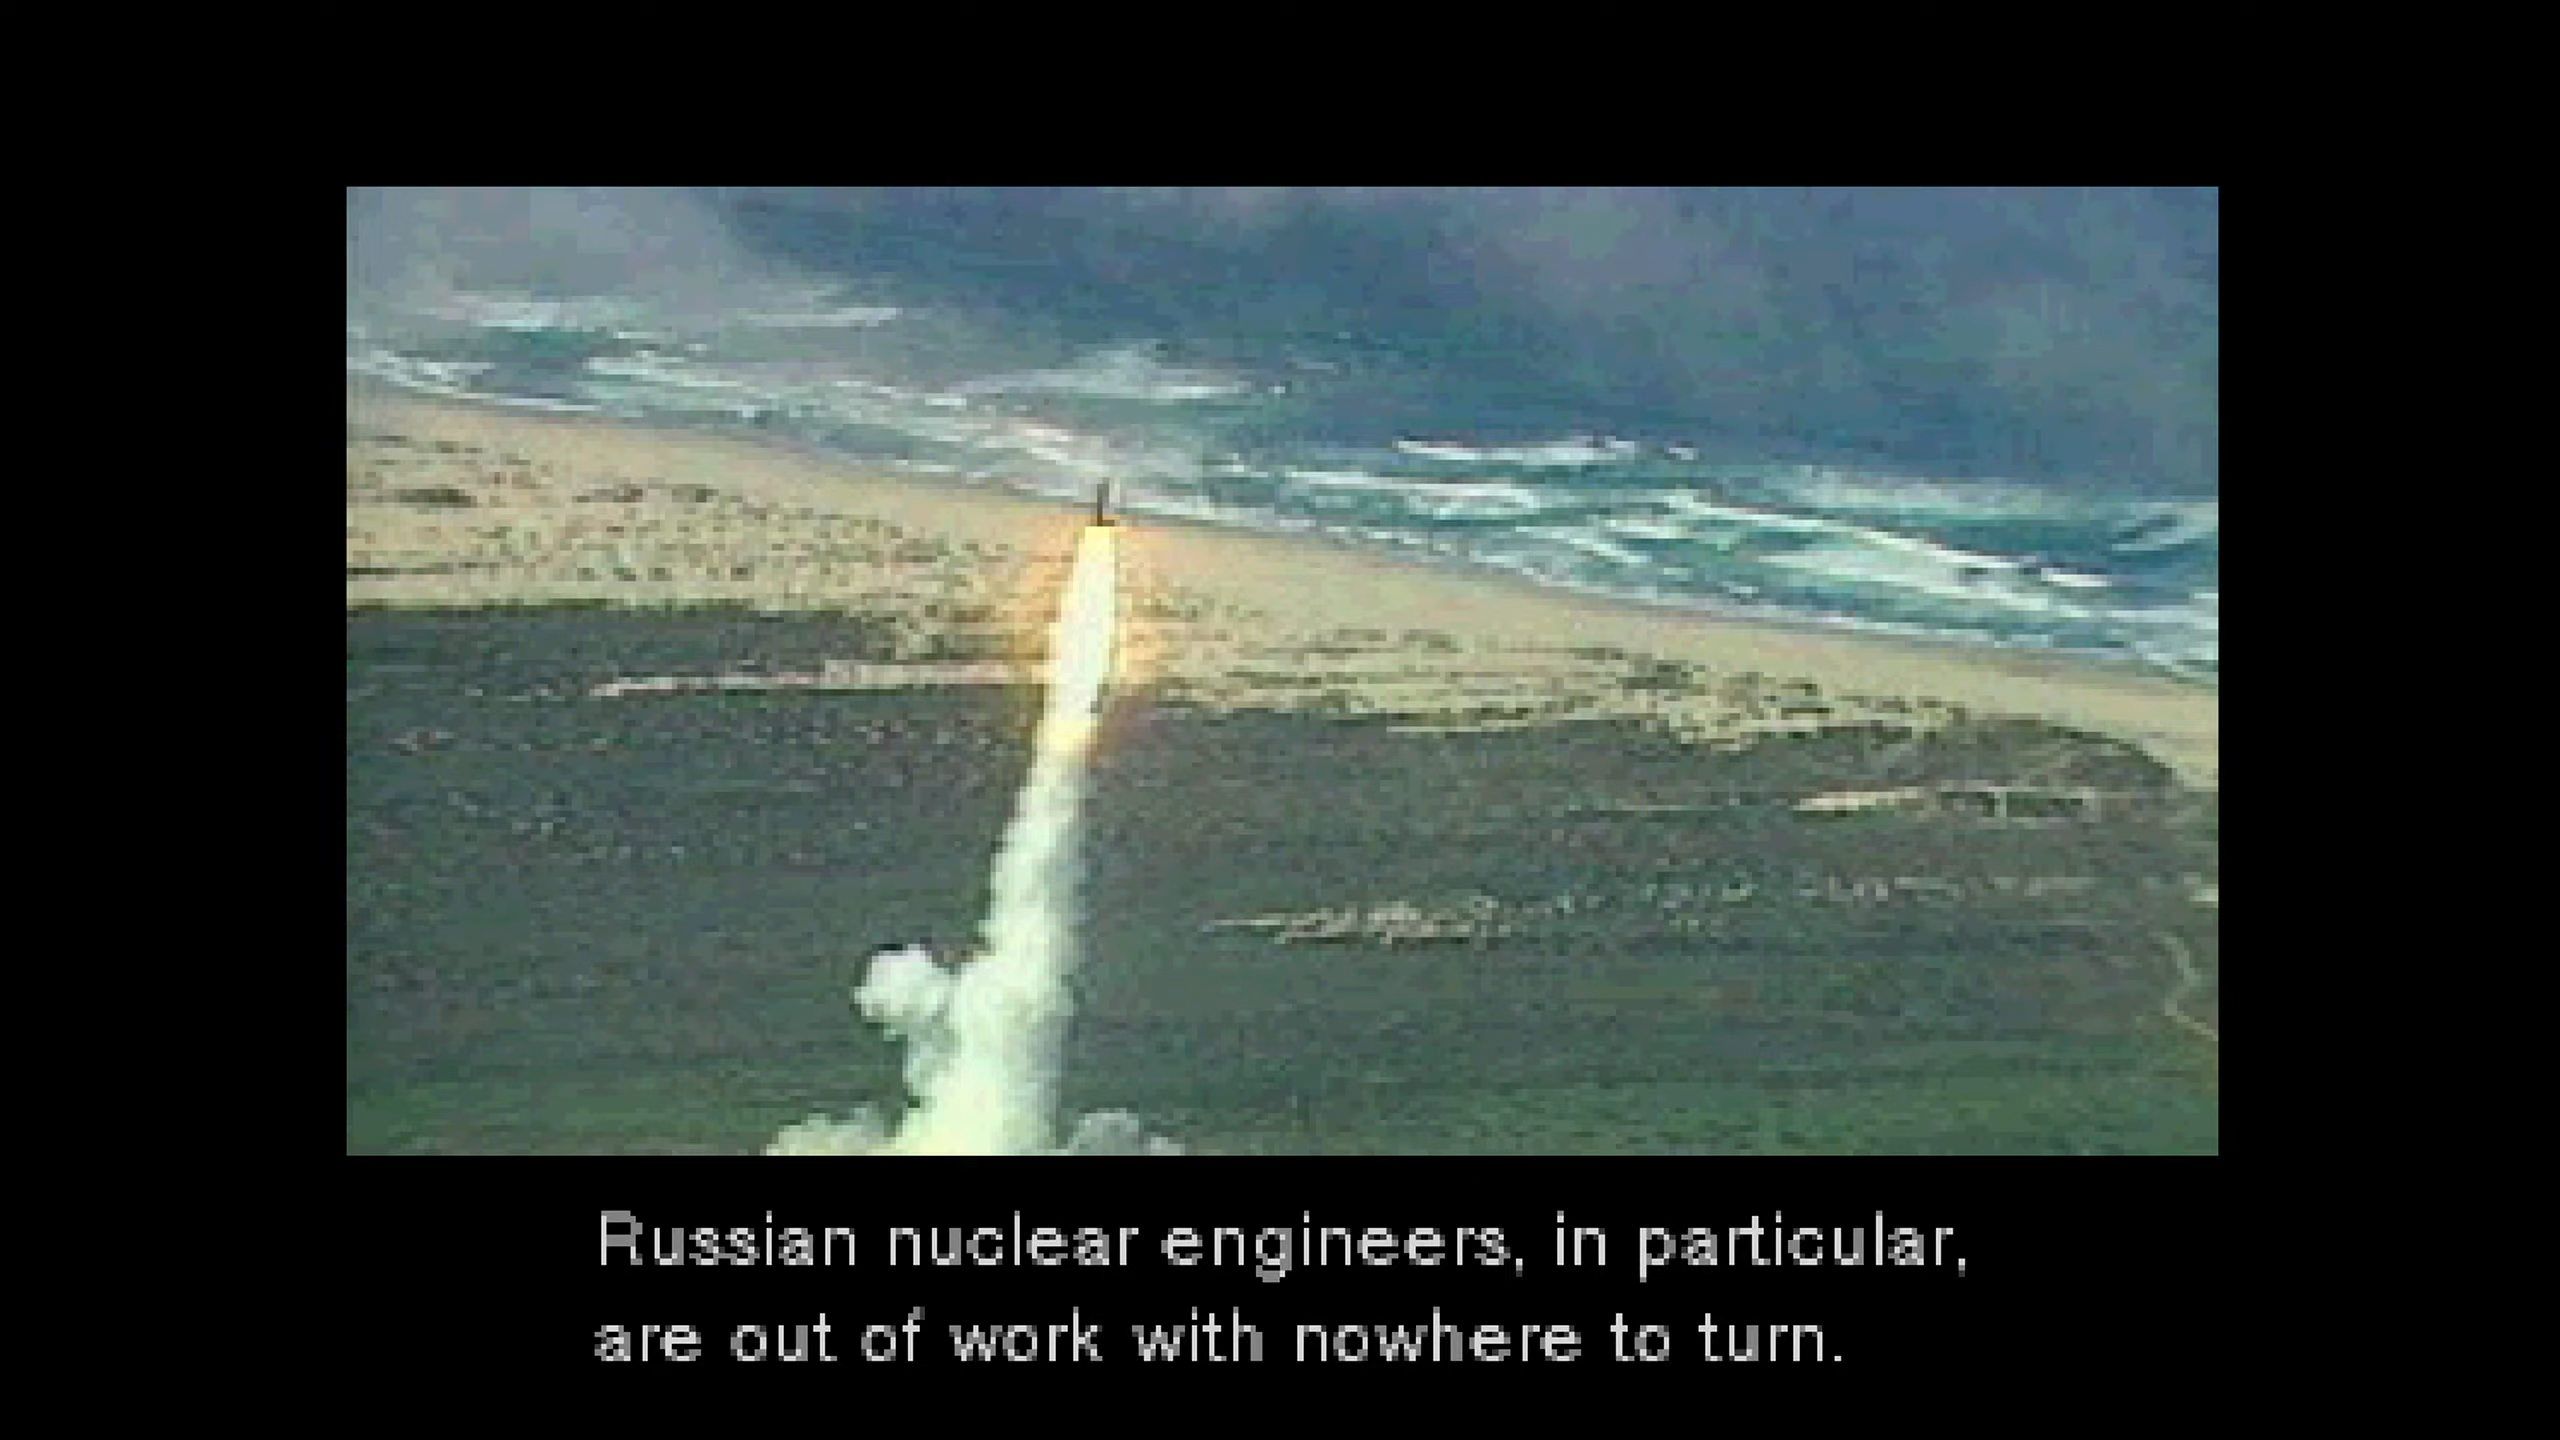 Russian nuclear engineers, in particular,
are out of work with nowhere to turn.